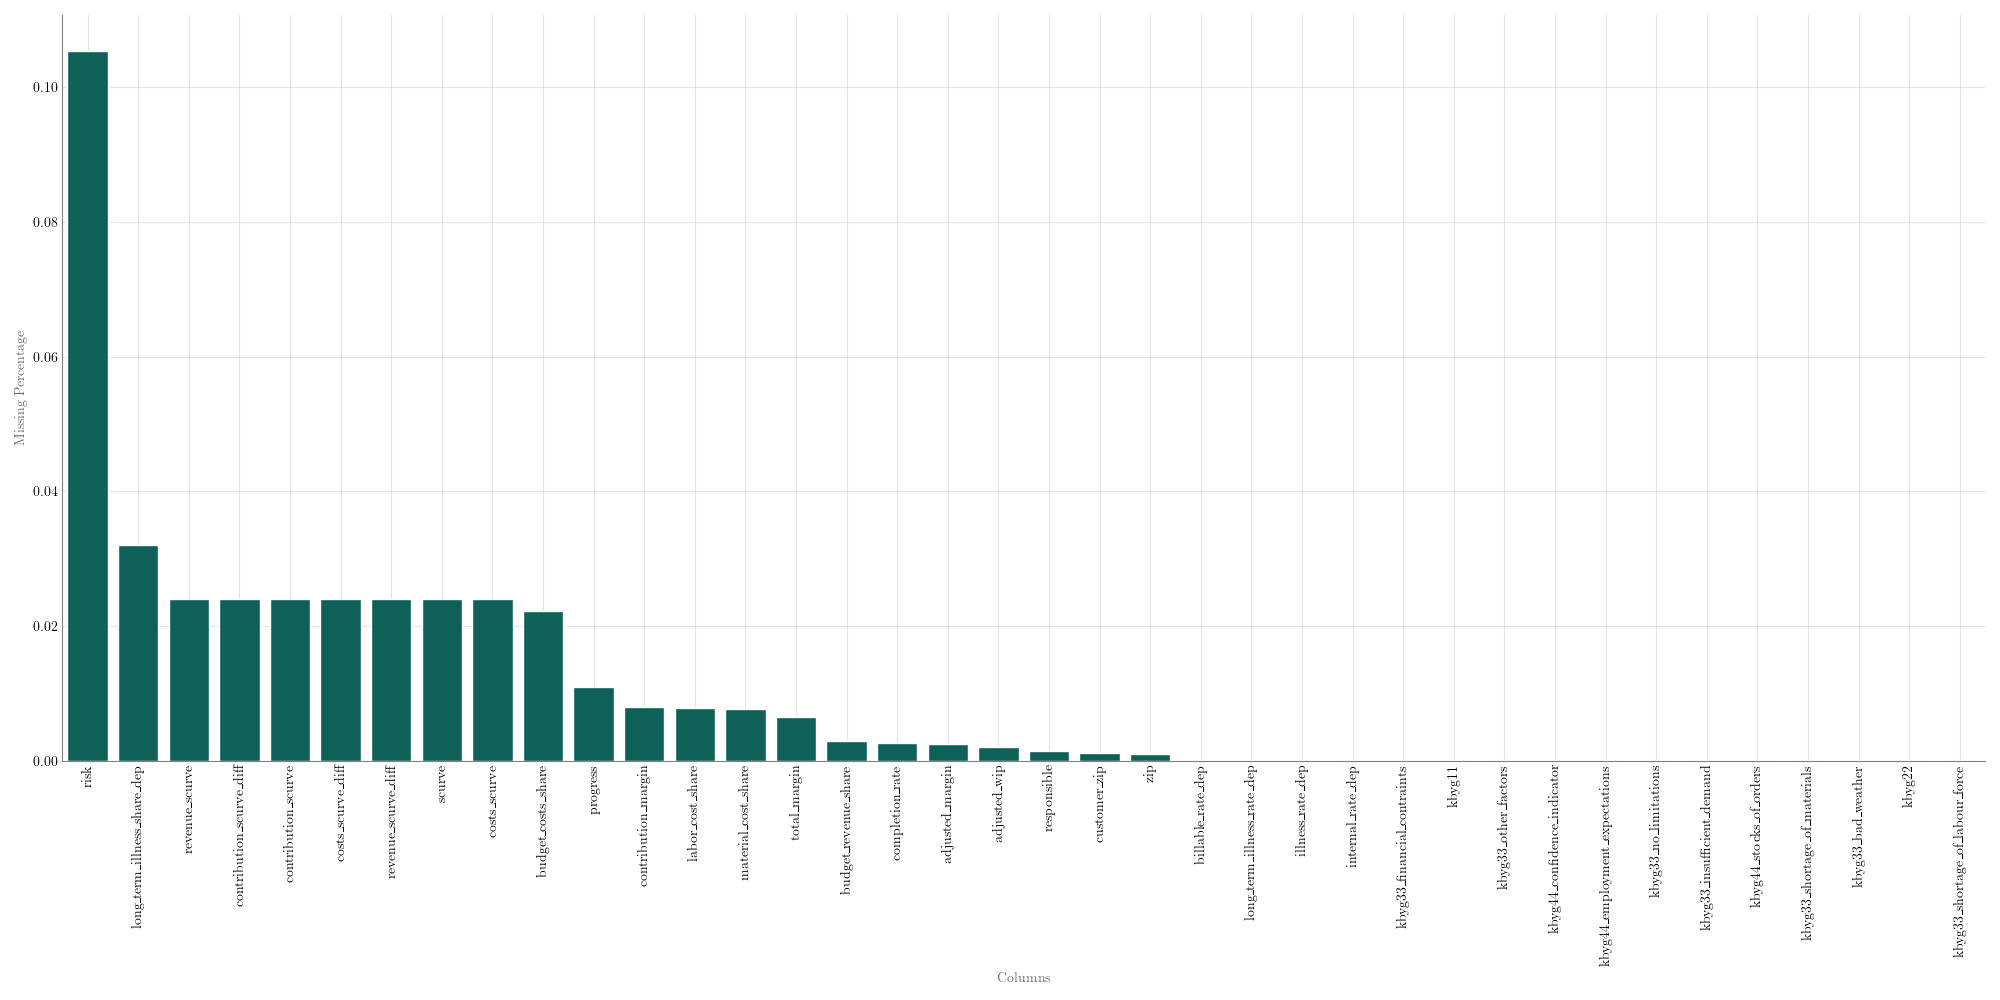 Missing Percentage
0.10
0.08
0.06
0.04
0.02
0.00
risk
long_term_illness_share_dep
revenue_scurve
contribution_scurve_diff
contribution_scurve
costs_scurve_diff
revenue_scurve_diff
scurve
costs_scurve
budget_costs_share
progress
contribution_margin
labor_cost_share
material_cost_share
total_margin
budget_revenue_share
completion_rate
adjusted_margin
adjusted_wip
responsible
customer_zip
zip
billable_rate_dep
long_term_illness_rate_dep
illness_rate_dep
internal_rate_dep
kbyg33_financial_contraints
kbyg11
kbyg33_other_factors
kbyg44_confidence_indicator
kbyg44_employment_expectations
kbyg33_no_limitations
kbyg33_insufficient_demand
kbyg44_stocks_of_orders
kbyg33_shortage_of_materials
kbyg33_bad_weather
kbyg22
kbyg33_shortage_of_labour_force
Columns